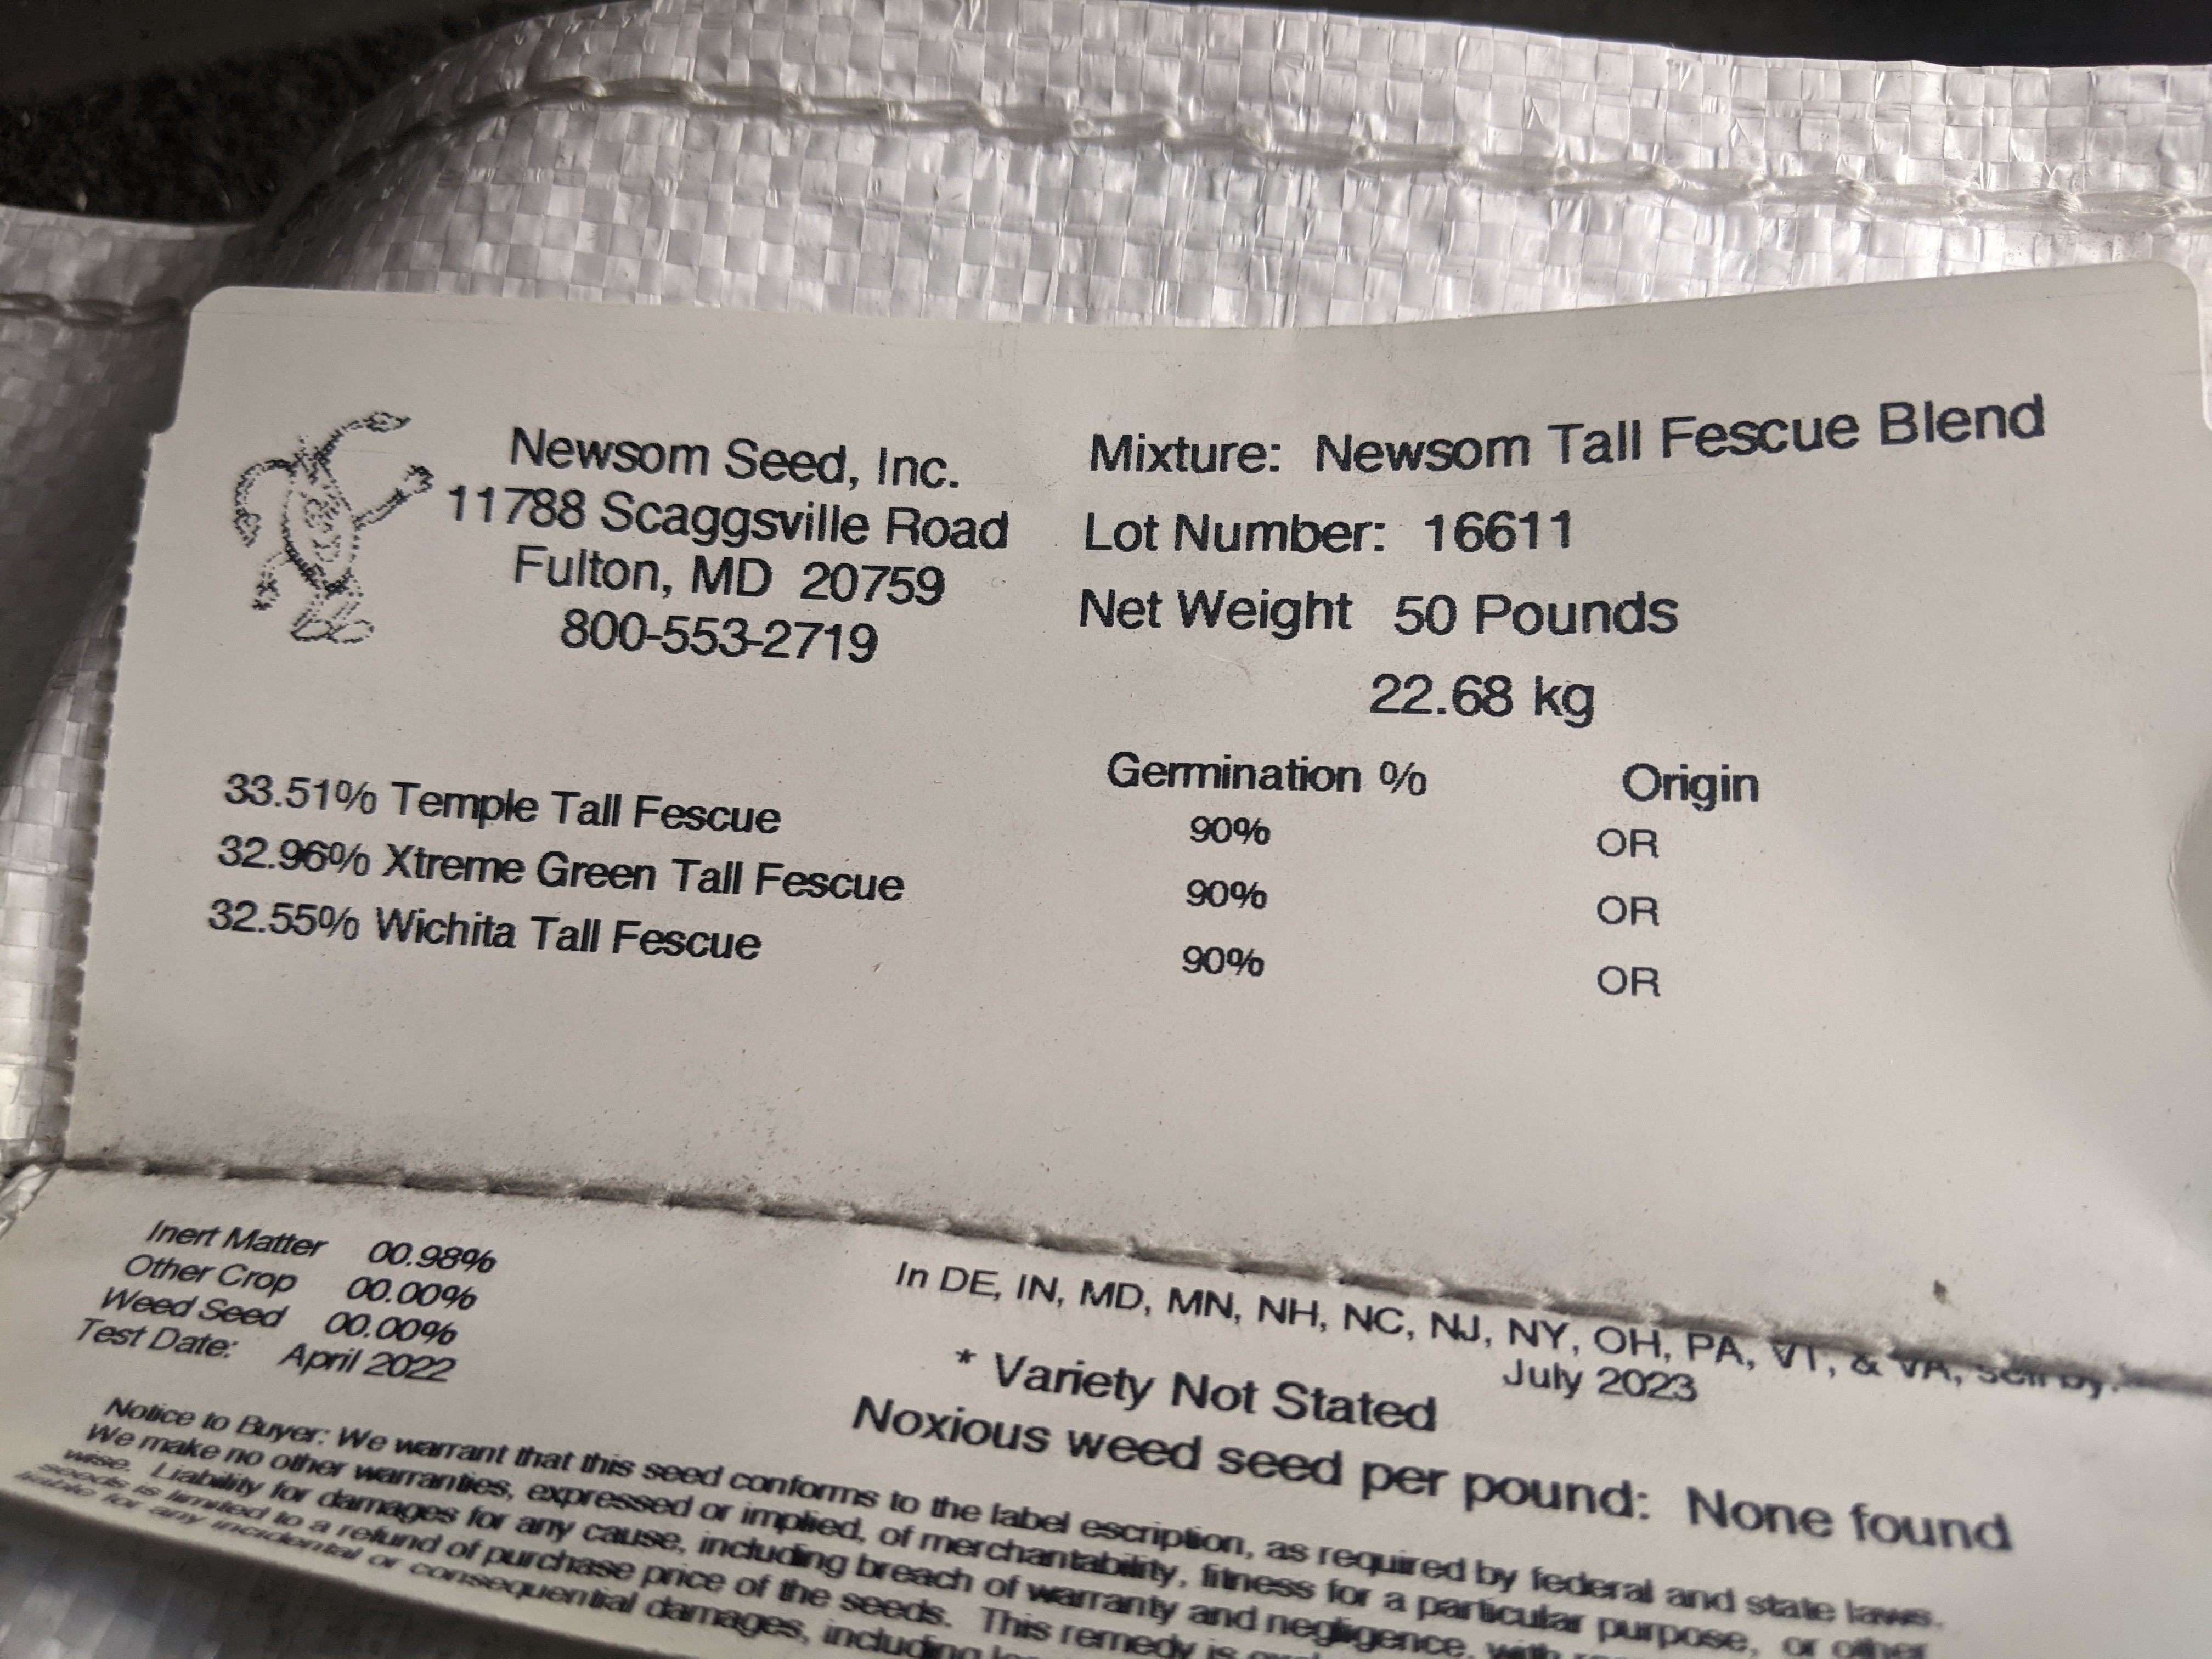 Newsom Seed, Inc.
11788 Scaggsville Road
Fulton, MD 20759
800-553-2719
Mixture: Newsom Tall Fescue Blend
Lot Number: 16611
Net Weight 50 Pounds
22.68 kg
Germination % Origin
33.51% Temple Tall Fescue 90% OR
32.96% Xtreme Green Tall Fescue 90% OR
32.55% Wichita Tall Fescue 90% OR
Inert Matter 00.98%
Other Crop 00.00%
Weed Seed 00.00%
Test Date: April 2022
In DE, IN, MD, MN, NH, NC, NJ, NY, OH, PA, VT, & VA, sell by:
July 2023
* Variety Not Stated
Noxious weed seed per pound: None found
Notice to Buyer: We warrant that this seed conforms to the label escription, as required by federal and state laws.
We make no other warranties, expressed or implied, of merchantability, fitness for a particular purpose, or other
wise. Liability for damages for any cause, including breach of warranty and negligence, with
seeds is limited to a refund of purchase price of the seeds. This remedy is
liable for any incidental or consequential damages, including